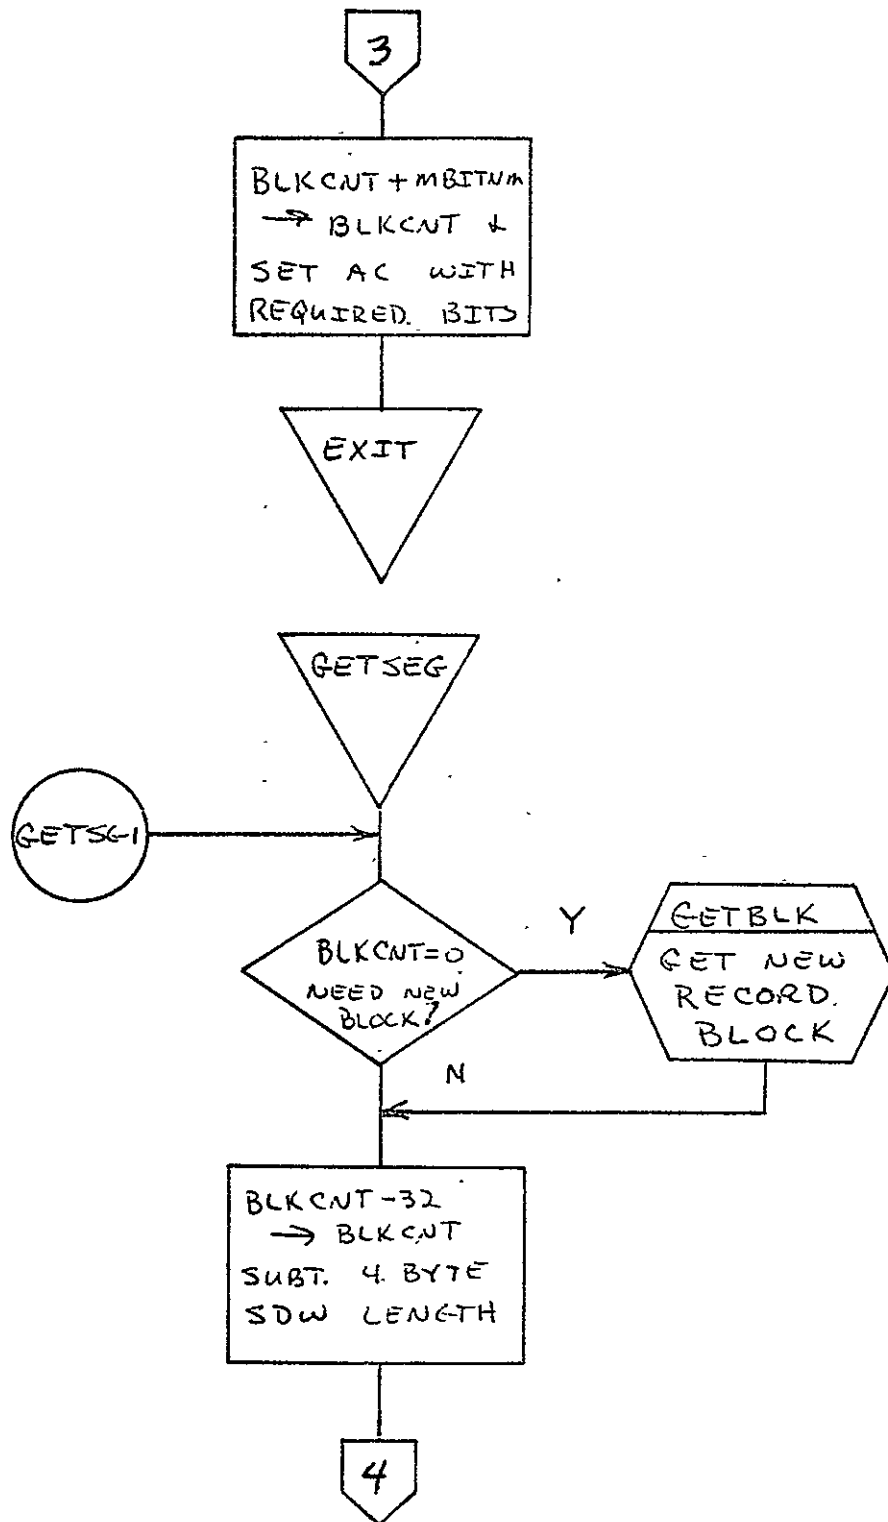 3
BLKCNT + MBITNM
→ BLKCNT &
SET AC WITH
REQUIRED. BITS
EXIT
GETSEG
GETSG1
BLKCNT=0
NEED NEW
BLOCK?
Y
GETBLK
GET NEW
RECORD.
BLOCK
N
BLKCNT-32
→ BLKCNT
SUBT. 4. BYTE
SDW LENGTH
4